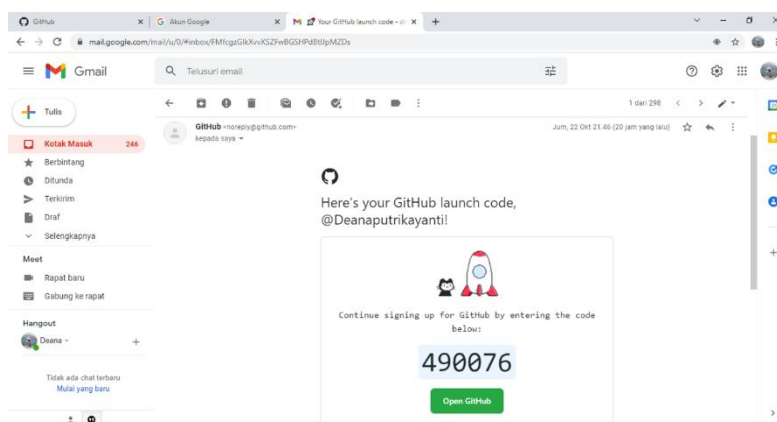 GitHub
Akun Google
Your GitHub launch code -
mail.google.com/mail/u/0/#inbox/
Gmail
Telusuri email
Tulis
1 dari 298
GitHub <noreply@github.com>
Jum, 22 Okt 21.46 (20 jam yang lalu)
kepada saya
Kotak Masuk 246
Berbintang
Ditunda
Terkirim
Draf
Selengkapnya
Meet
Rapat baru
Gabung ke rapat
Hangout
Deana
Tidak ada chat terbaru
Mulai yang baru
Here's your GitHub launch code,
@Deanaputrikayanti!
Continue signing up for GitHub by entering the code
below:
490076
Open GitHub